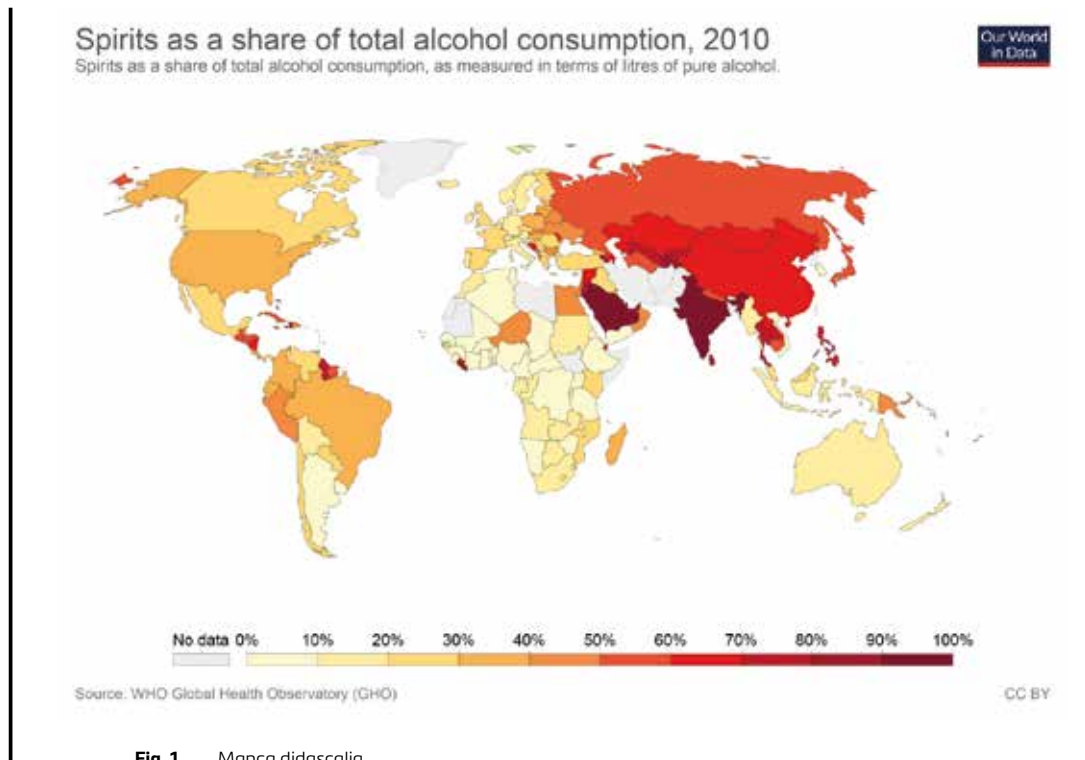 Spirits as a share of total alcohol consumption, 2010
Our World
in Data
Spirits as a share of total alcohol consumption, as measured in terms of litres of pure alcohol.
No data 0% 10% 20% 30% 40% 50% 60% 70% 80% 90% 100%
Source: WHO Global Health Observatory (GHO) CC BY
Fig. 1 Manca didascalia